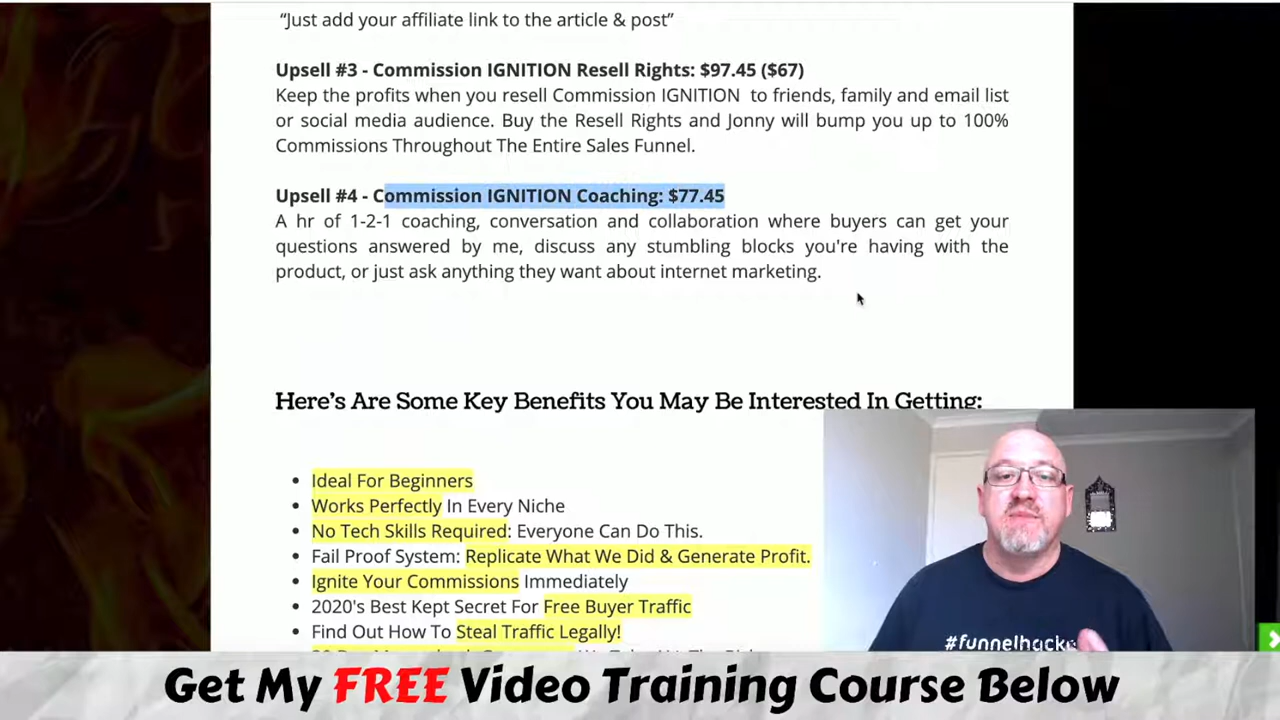 “Just add your affiliate link to the article & post”
Upsell #3 - Commission IGNITION Resell Rights: $97.45 ($67)
Keep the profits when you resell Commission IGNITION to friends, family and email list
or social media audience. Buy the Resell Rights and Jonny will bump you up to 100%
Commissions Throughout The Entire Sales Funnel.
Upsell #4 - Commission IGNITION Coaching: $77.45
A hr of 1-2-1 coaching, conversation and collaboration where buyers can get your
questions answered by me, discuss any stumbling blocks you're having with the
product, or just ask anything they want about internet marketing.
Here’s Are Some Key Benefits You May Be Interested In Getting:
Ideal For Beginners
Works Perfectly In Every Niche
No Tech Skills Required: Everyone Can Do This.
Fail Proof System: Replicate What We Did & Generate Profit.
Ignite Your Commissions Immediately
2020's Best Kept Secret For Free Buyer Traffic
Find Out How To Steal Traffic Legally!
#funnelhacke
Get My FREE Video Training Course Below